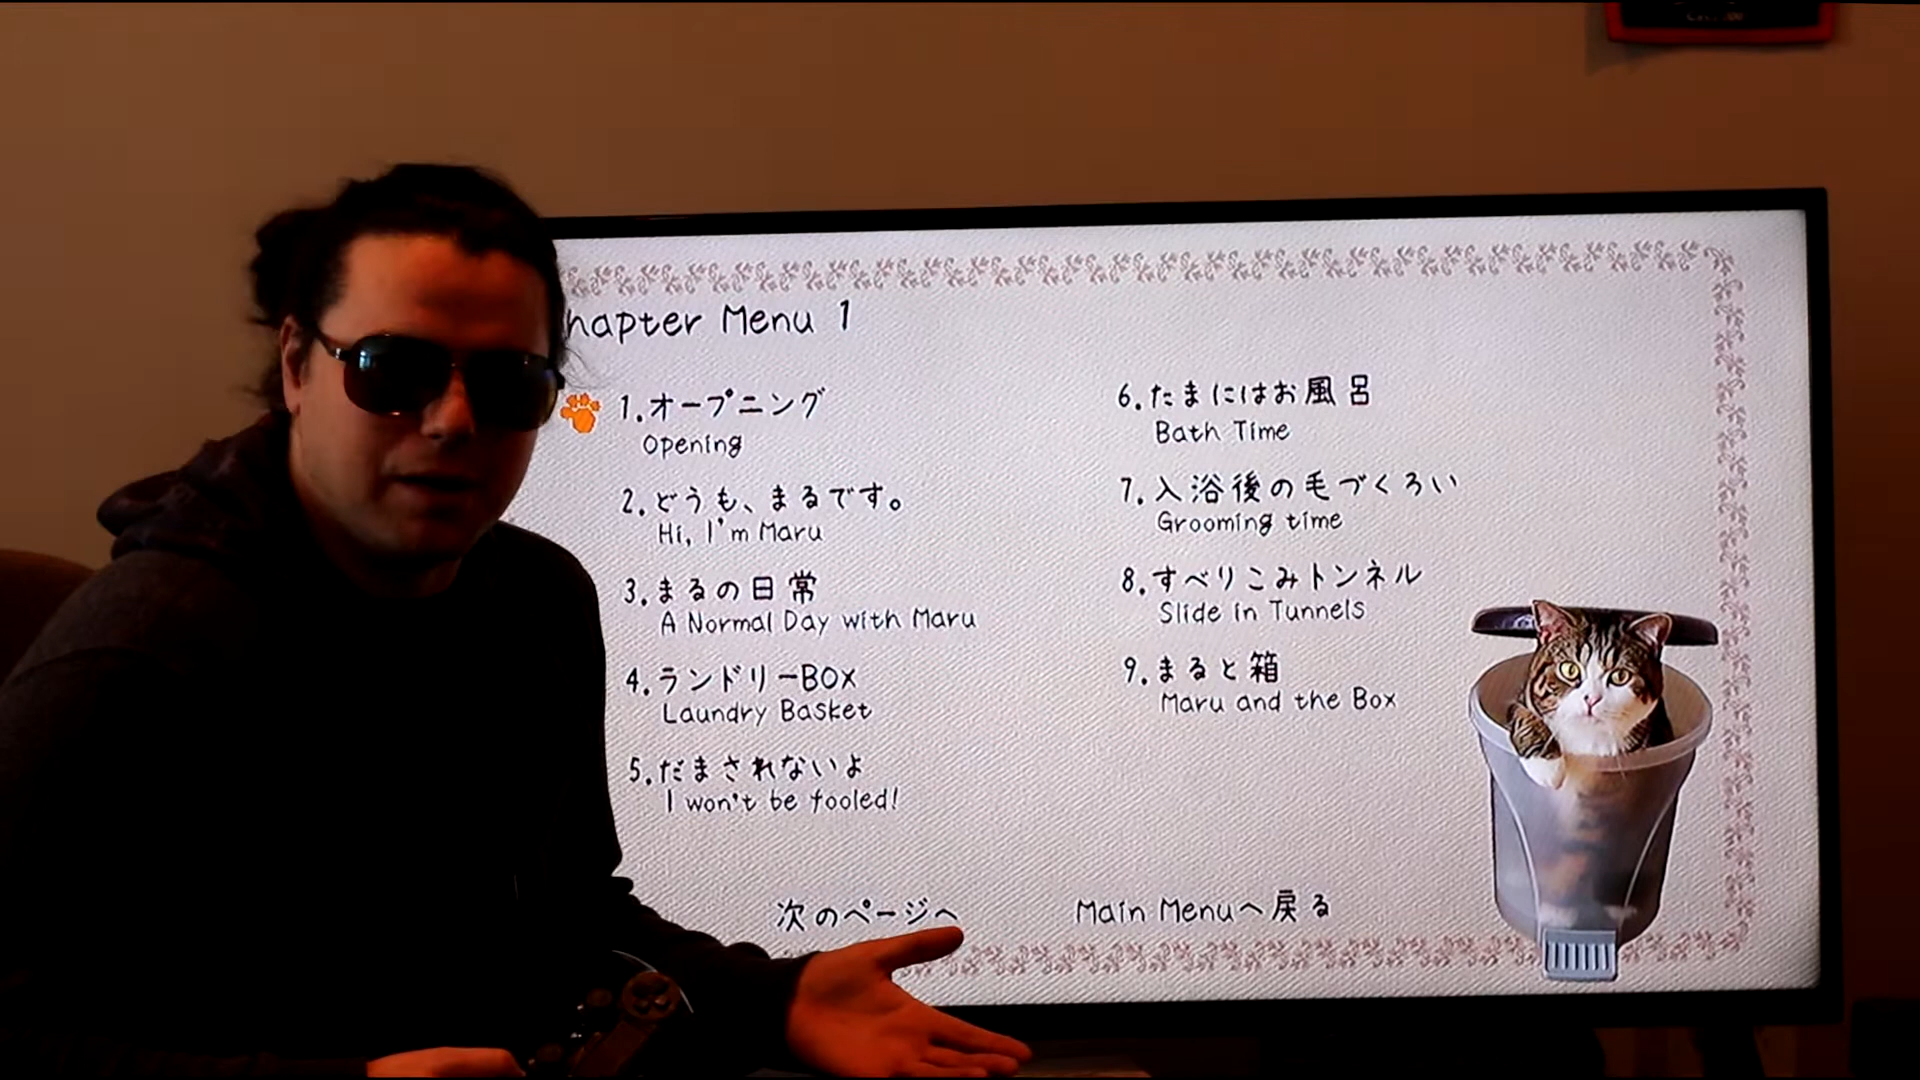 hapter Menu 1
1.オープニング
Opening
2.どうも、まるです。
Hi, I'm Maru
3.まるの日常
A Normal Day with Maru
4.ランドリーBOX
Laundry Basket
5.だまされないよ
I won't be fooled!
6.たまにはお風呂
Bath Time
7.入浴後の毛づくろい
Grooming time
8.すべりこみトンネル
Slide in Tunnels
9.まると箱
Maru and the Box
次のページへ
Main Menuへ戻る